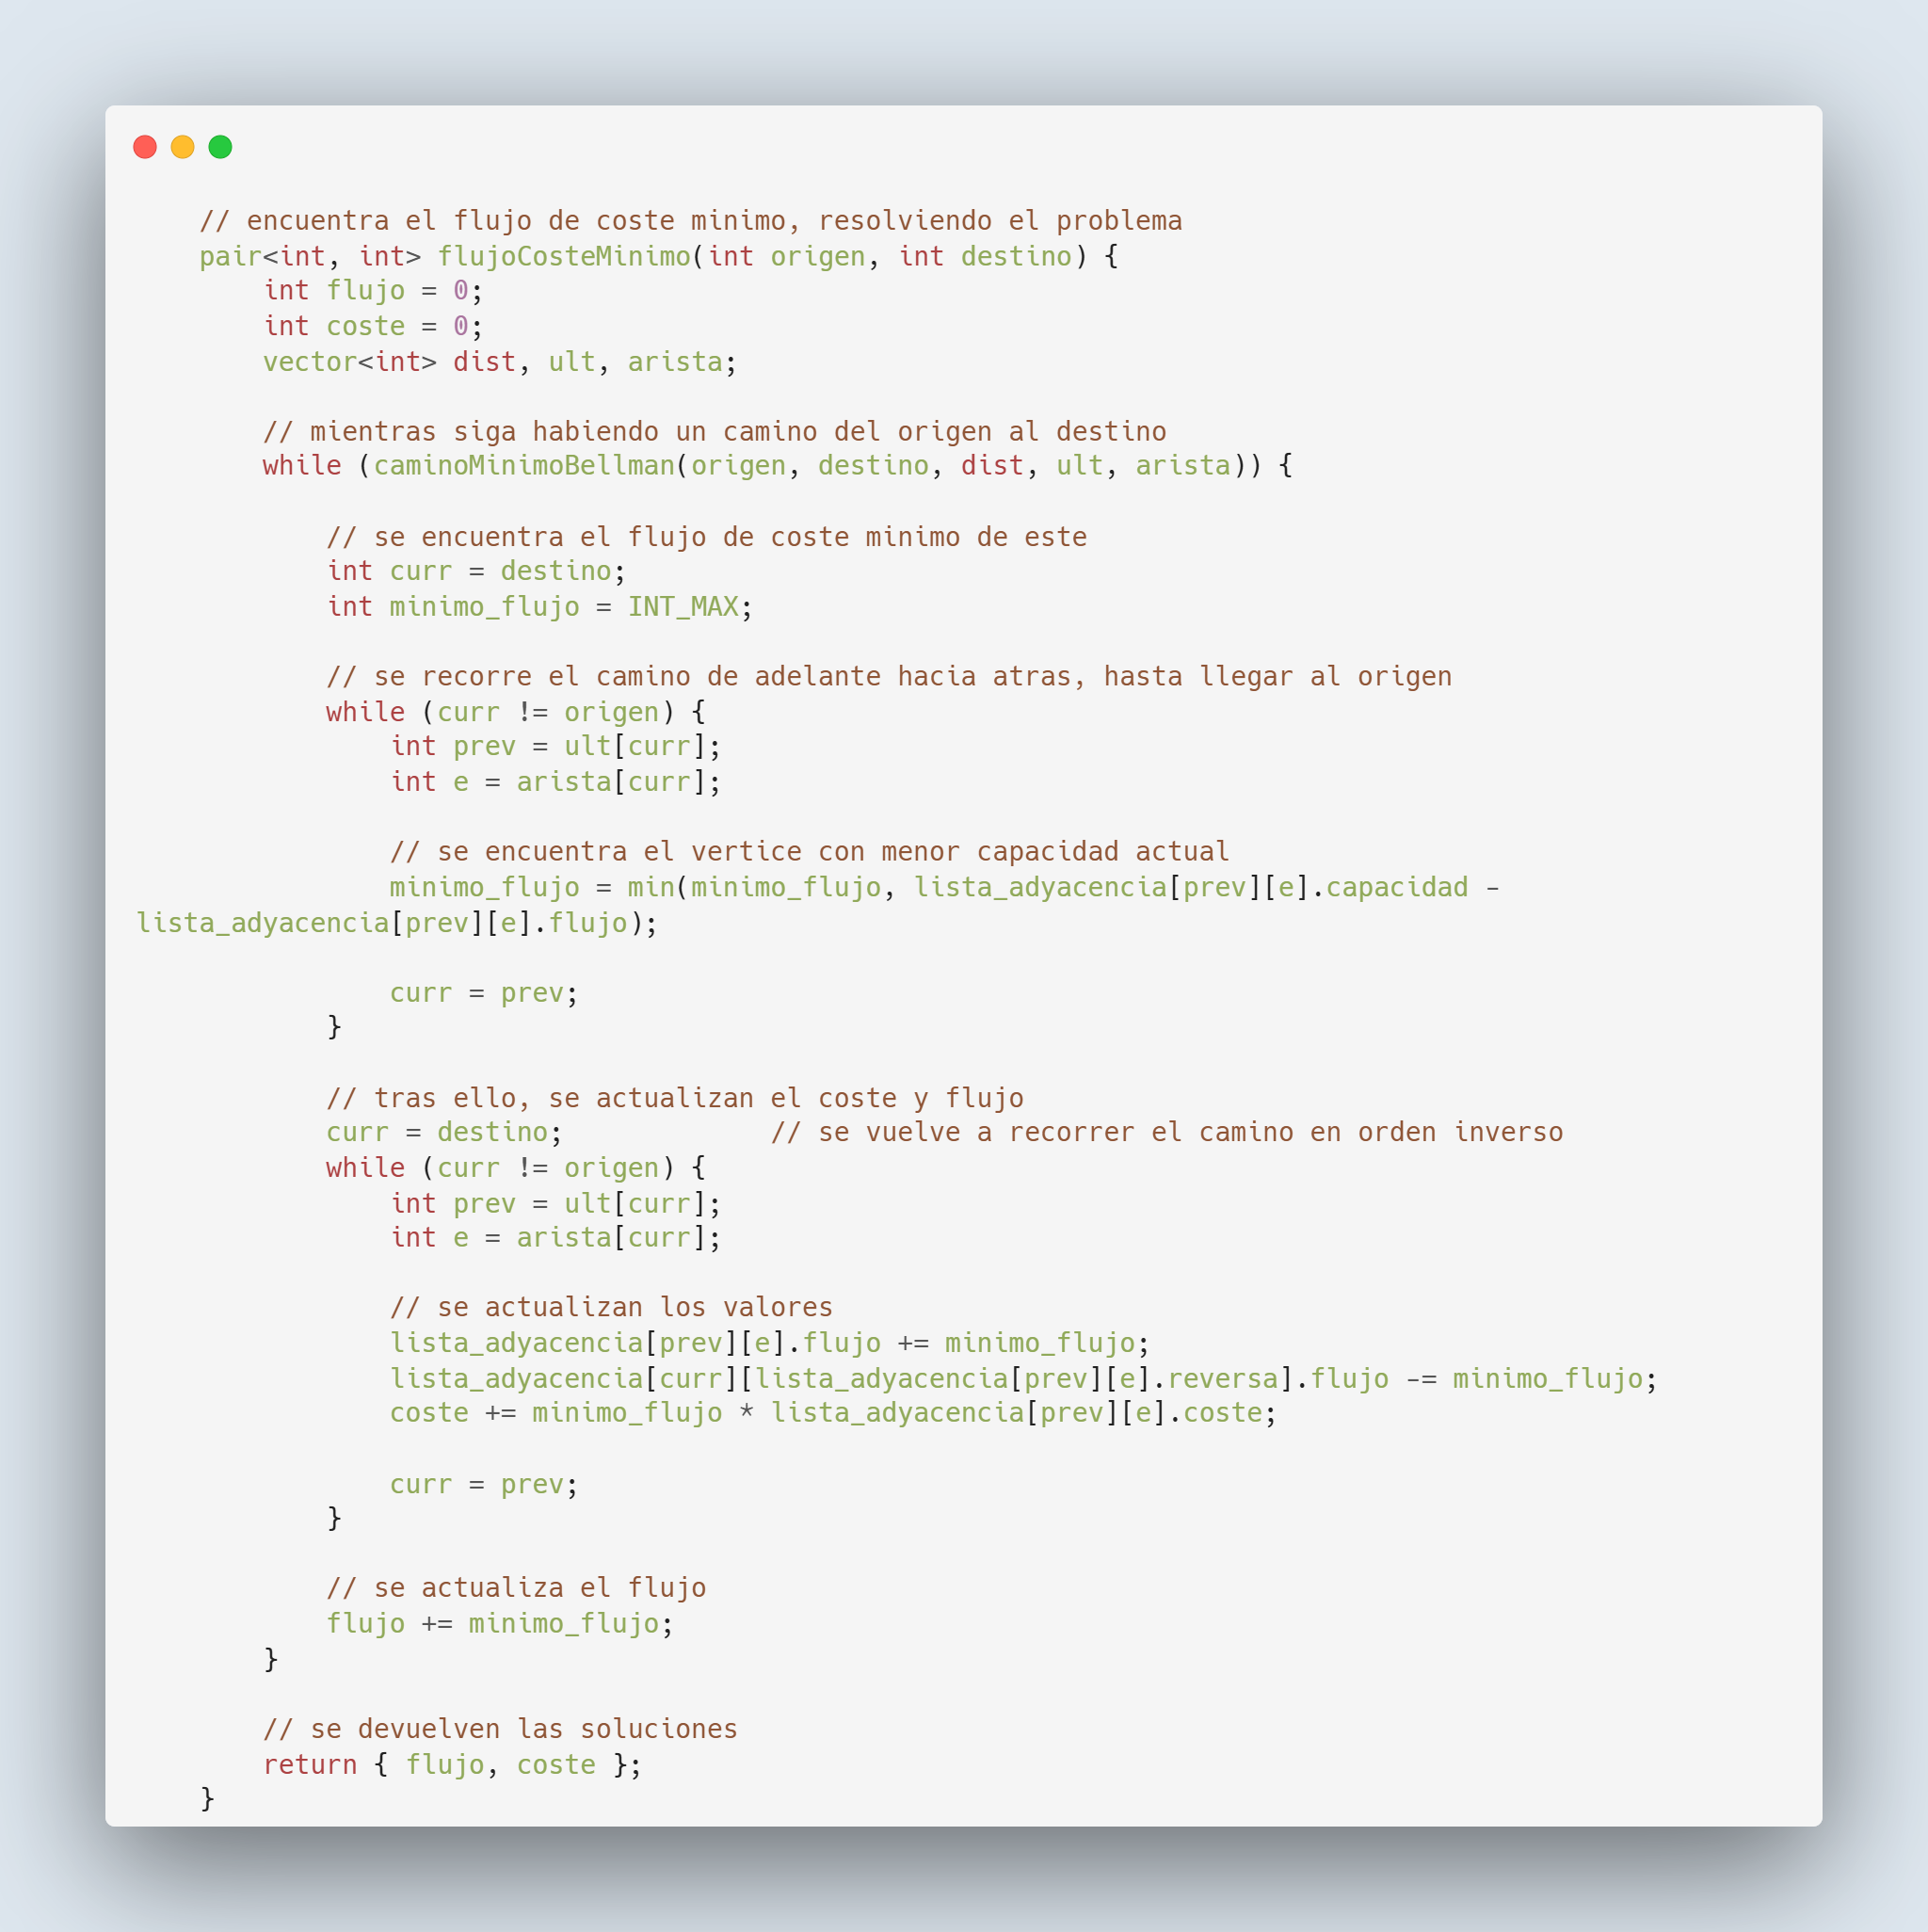 // encuentra el flujo de coste minimo, resolviendo el problema
pair<int, int> flujoCosteMinimo(int origen, int destino) {
int flujo = 0;
int coste = 0;
vector<int> dist, ult, arista;
// mientras siga habiendo un camino del origen al destino
while (caminoMinimoBellman(origen, destino, dist, ult, arista)) {
// se encuentra el flujo de coste minimo de este
int curr = destino;
int minimo_flujo = INT_MAX;
// se recorre el camino de adelante hacia atras, hasta llegar al origen
while (curr != origen) {
int prev = ult[curr];
int e = arista[curr];
// se encuentra el vertice con menor capacidad actual
minimo_flujo = min(minimo_flujo, lista_adyacencia[prev][e].capacidad -
lista_adyacencia[prev][e].flujo);
curr = prev;
}
// tras ello, se actualizan el coste y flujo
curr = destino;             // se vuelve a recorrer el camino en orden inverso
while (curr != origen) {
int prev = ult[curr];
int e = arista[curr];
// se actualizan los valores
lista_adyacencia[prev][e].flujo += minimo_flujo;
lista_adyacencia[curr][lista_adyacencia[prev][e].reversa].flujo -= minimo_flujo;
coste += minimo_flujo * lista_adyacencia[prev][e].coste;
curr = prev;
}
// se actualiza el flujo
flujo += minimo_flujo;
}
// se devuelven las soluciones
return { flujo, coste };
}